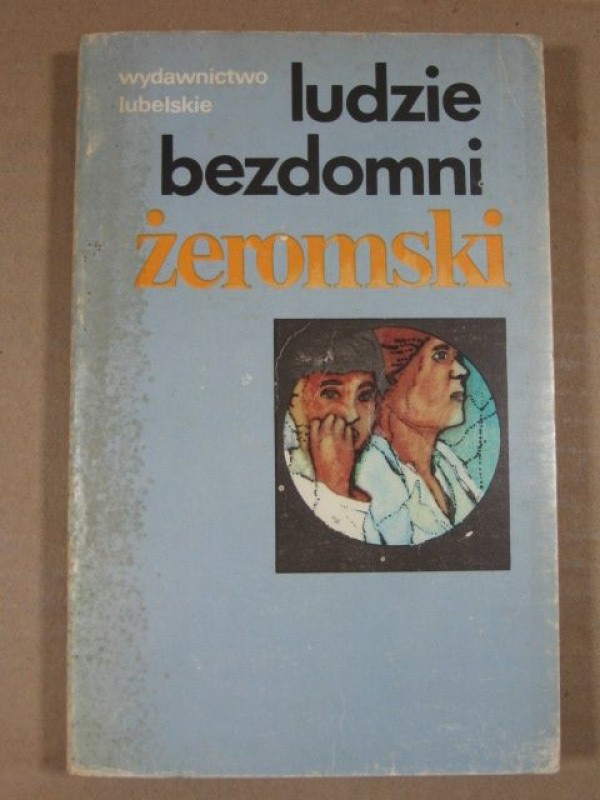 wydawnictwo
lubelskie
ludzie
bezdomni
żeromski